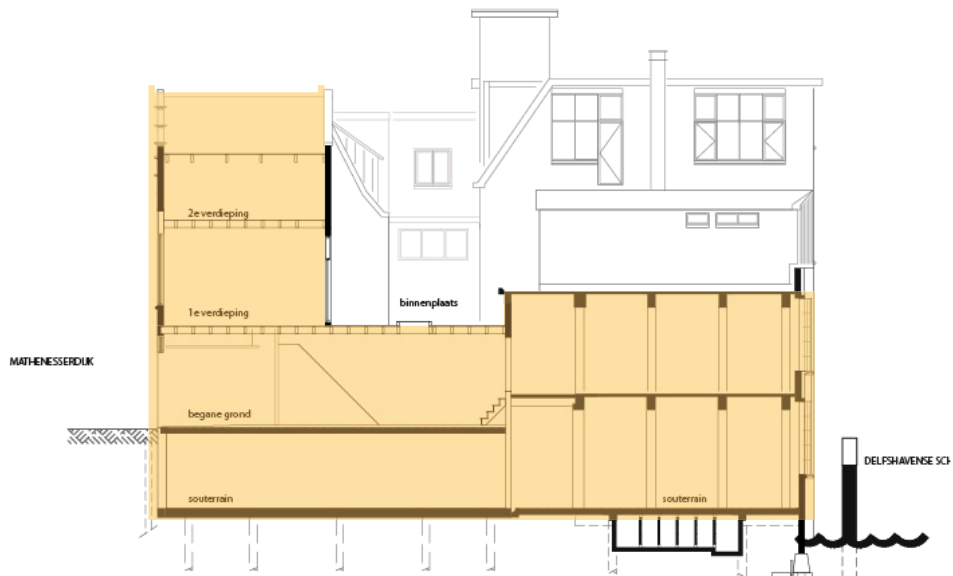 2e verdieping
1e verdieping
binnenplaats
MATHENESSERDIJK
begane grond
DELFSHAVENSE SCH
souterrain
souterrain